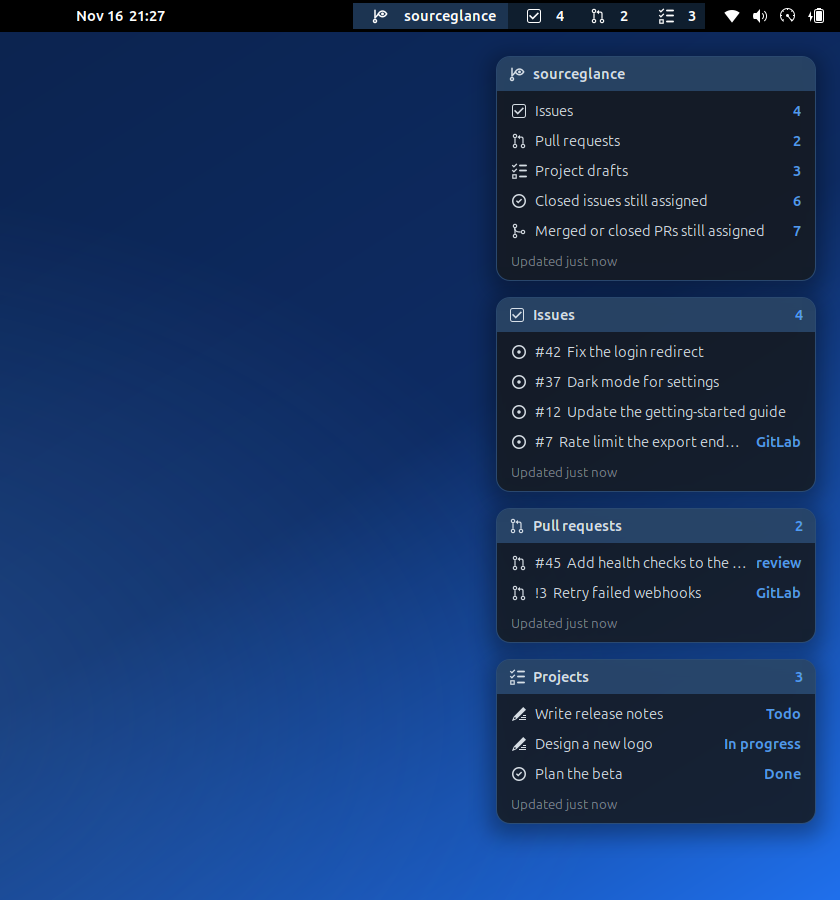 Nov 16 21:27 sourceglance 4 2 3
sourceglance
Issues 4
Pull requests 2
Project drafts 3
Closed issues still assigned 6
Merged or closed PRs still assigned 7
Updated just now
Issues 4
#42 Fix the login redirect
#37 Dark mode for settings
#12 Update the getting-started guide
#7 Rate limit the export end… GitLab
Updated just now
Pull requests 2
#45 Add health checks to the … review
!3 Retry failed webhooks GitLab
Updated just now
Projects 3
Write release notes Todo
Design a new logo In progress
Plan the beta Done
Updated just now